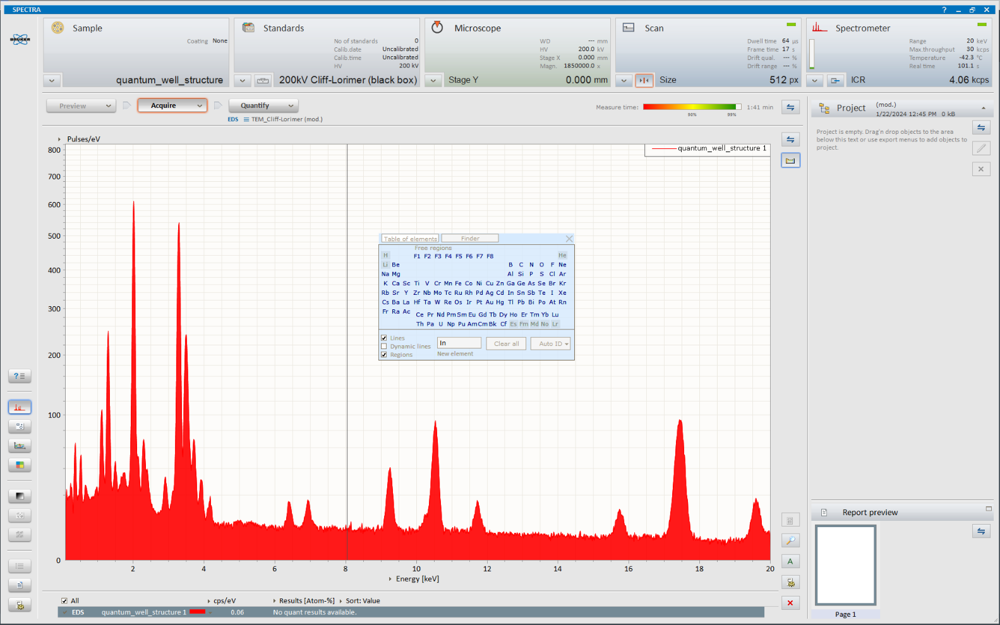 SPECTRA
?
BRUKER
Sample
Coating None
quantum_well_structure
Standards
No of standards 0
Calib.date Uncalibrated
Calib.time Uncalibrated
HV 200 kV
200kV Cliff-Lorimer (black box)
Microscope
WD --- mm
HV 200.0 kV
Stage X 0.000 mm
Magn. 1850000.0 x
Stage Y 0.000 mm
Scan
Dwell time 64 µs
Frame time 17 s
Drift qual. --- %
Drift range --- %
Size 512 px
Spectrometer
Range 20 keV
Max.throughput 30 kcps
Temperature -42.3 °C
Real time 101.1 s
ICR 4.06 kcps
Preview
Acquire
Quantify
EDS TEM_Cliff-Lorimer (mod.)
Measure time: 1:41 min
90% 99%
Project (mod.)
1/22/2024 12:45 PM 0 kB
Project is empty. Drag'n drop objects to the area
below this text or use export menus to add objects to
project.
Pulses/eV
quantum_well_structure 1
800
700
600
500
400
300
200
100
0
2 4 6 8 10 12 14 16 18 20
Energy [keV]
Table of elements Finder
Free regions
H F1 F2 F3 F4 F5 F6 F7 F8 He
Li Be B C N O F Ne
Na Mg Al Si P S Cl Ar
K Ca Sc Ti V Cr Mn Fe Co Ni Cu Zn Ga Ge As Se Br Kr
Rb Sr Y Zr Nb Mo Tc Ru Rh Pd Ag Cd In Sn Sb Te I Xe
Cs Ba La Hf Ta W Re Os Ir Pt Au Hg Tl Pb Bi Po At Rn
Fr Ra Ac
Ce Pr Nd Pm Sm Eu Gd Tb Dy Ho Er Tm Yb Lu
Th Pa U Np Pu Am Cm Bk Cf Es Fm Md No Lr
Lines
Dynamic lines
Regions
In
New element
Clear all
Auto ID
A
Report preview
Page 1
All cps/eV Results [Atom-%] Sort: Value
EDS quantum_well_structure 1 0.06 No quant results available.